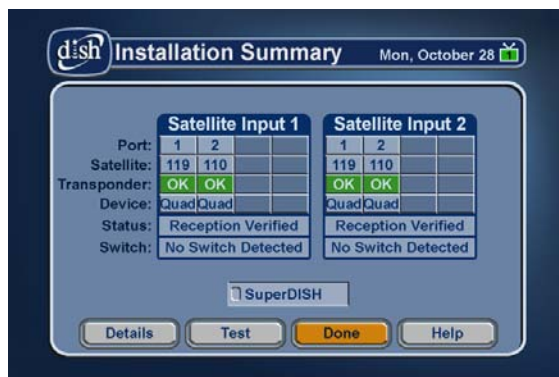 dish Installation Summary Mon, October 28 1
Satellite Input 1 Satellite Input 2
Port: 1 2 1 2
Satellite: 119 110 119 110
Transponder: OK OK OK OK
Device: Quad Quad Quad Quad
Status: Reception Verified Reception Verified
Switch: No Switch Detected No Switch Detected
SuperDISH
Details Test Done Help